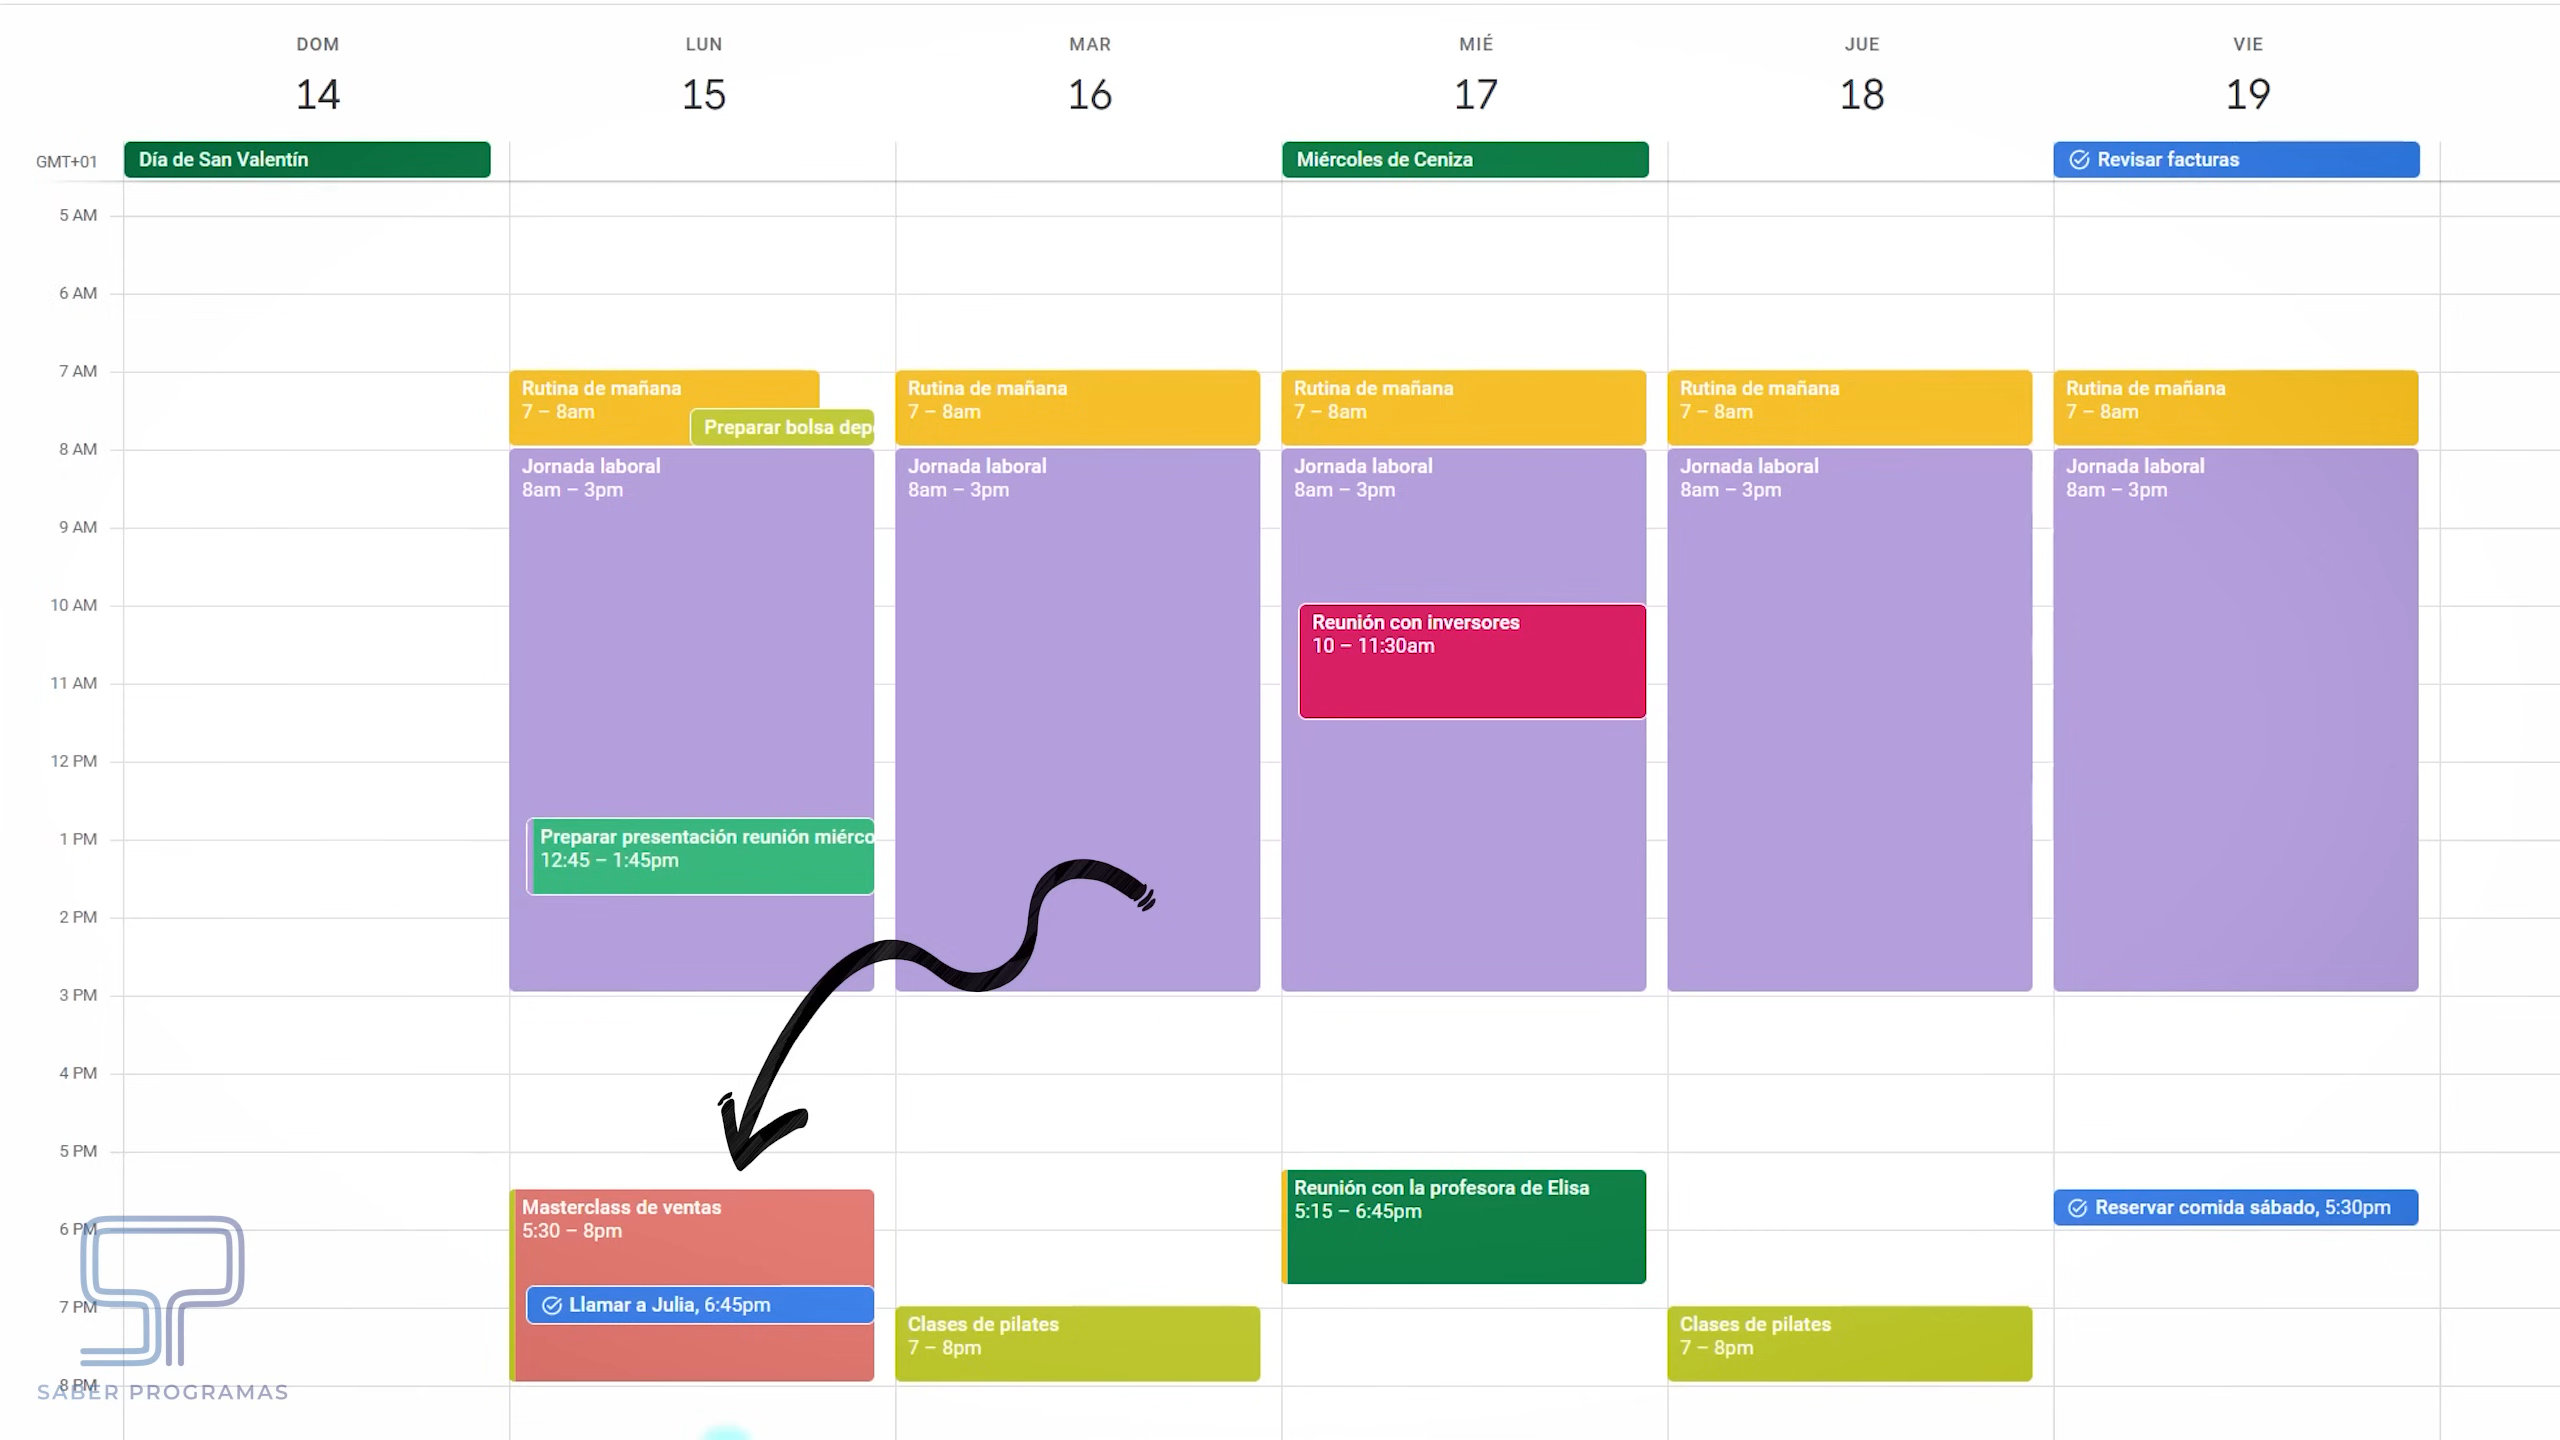 DOM
14
LUN
15
MAR
16
MIÉ
17
JUE
18
VIE
19
GMT+01
Día de San Valentín
Miércoles de Ceniza
Revisar facturas
5 AM
6 AM
7 AM
8 AM
9 AM
10 AM
11 AM
12 PM
1 PM
2 PM
3 PM
4 PM
5 PM
6 PM
7 PM
8 PM
Rutina de mañana
7 – 8am
Preparar bolsa dep
Jornada laboral
8am – 3pm
Preparar presentación reunión miérco
12:45 – 1:45pm
Masterclass de ventas
5:30 – 8pm
Llamar a Julia, 6:45pm
Rutina de mañana
7 – 8am
Jornada laboral
8am – 3pm
Clases de pilates
7 – 8pm
Rutina de mañana
7 – 8am
Jornada laboral
8am – 3pm
Reunión con inversores
10 – 11:30am
Reunión con la profesora de Elisa
5:15 – 6:45pm
Rutina de mañana
7 – 8am
Jornada laboral
8am – 3pm
Clases de pilates
7 – 8pm
Rutina de mañana
7 – 8am
Jornada laboral
8am – 3pm
Reservar comida sábado, 5:30pm
SABER PROGRAMAS